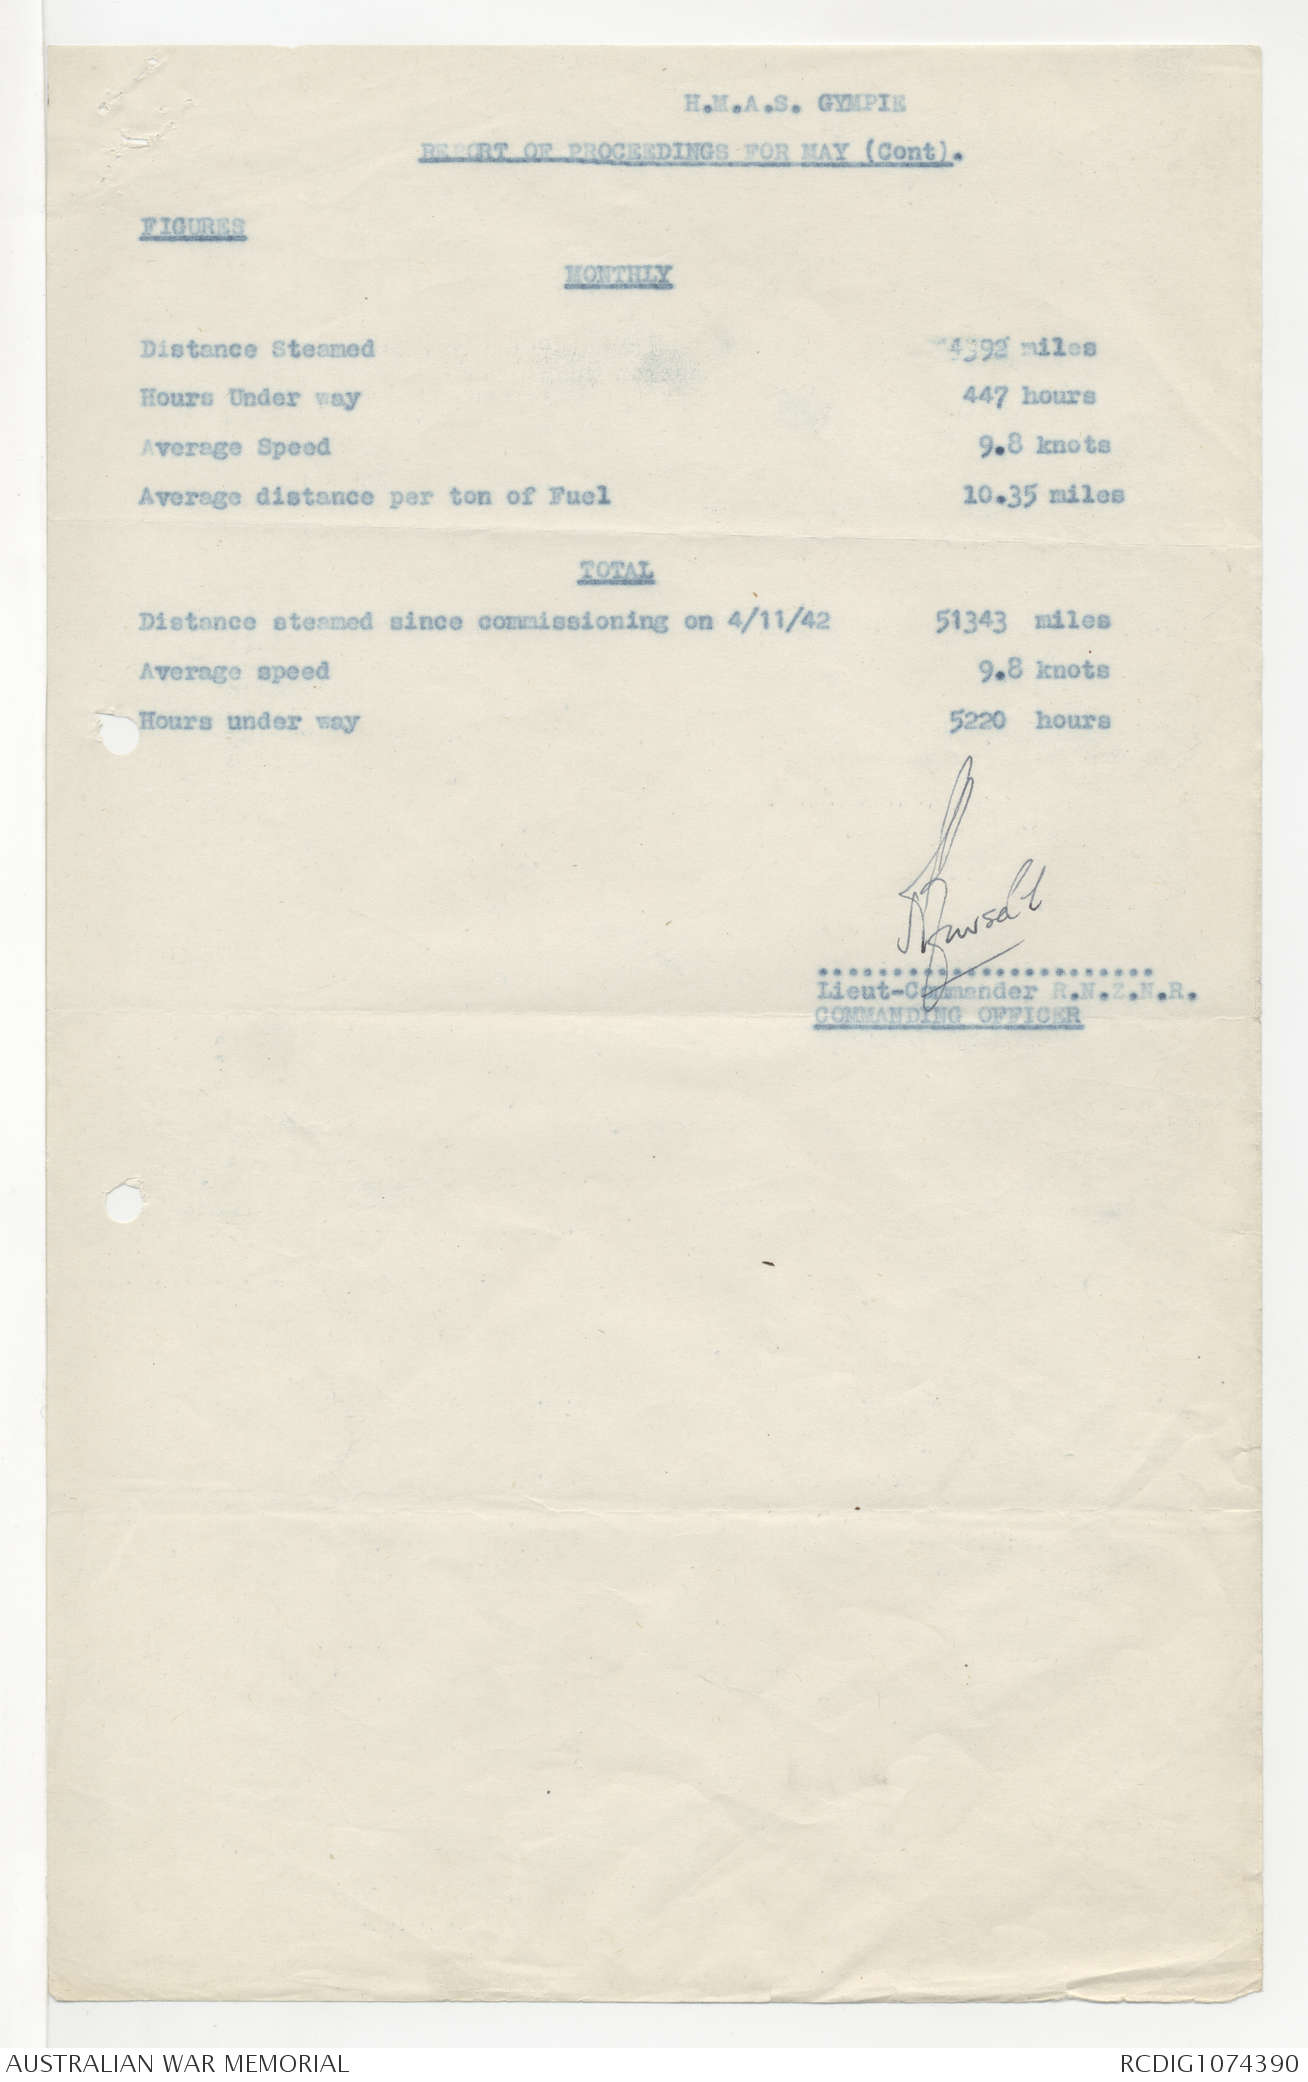 H.M.A.S. GYMPIE
REPORT OF PROCEEDINGS FOR MAY (Cont).
FIGURES
MONTHLY
Distance Steamed 4392 miles
Hours Under way 447 hours
Average Speed 9.8 knots
Average distance per ton of Fuel 10.35 miles
TOTAL
Distance steamed since commissioning on 4/11/42 51343 miles
Average speed 9.8 knots
Hours under way 5220 hours
.......................
Lieut-Commander R.N.Z.N.R.
COMMANDING OFFICER
AUSTRALIAN WAR MEMORIAL RCDIG1074390